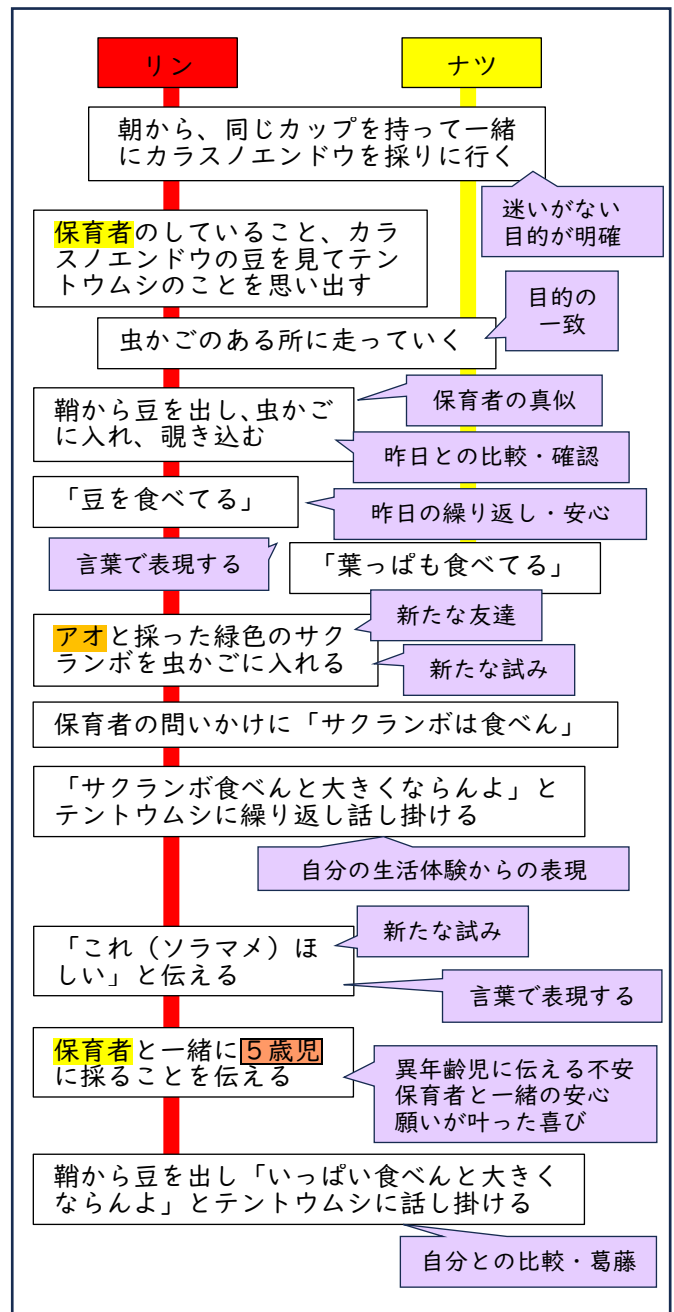 リン
ナツ
朝から、同じカップを持って一緒
にカラスノエンドウを採りに行く
迷いがない
目的が明確
保育者のしていること、カラ
スノエンドウの豆を見てテン
トウムシのことを思い出す
目的の
一致
虫かごのある所に走っていく
鞘から豆を出し、虫かご
に入れ、覗き込む
保育者の真似
昨日との比較・確認
「豆を食べてる」
昨日の繰り返し・安心
言葉で表現する
「葉っぱも食べてる」
アオと採った緑色のサク
ランボを虫かごに入れる
新たな友達
新たな試み
保育者の問いかけに「サクランボは食べん」
「サクランボ食べんと大きくならんよ」と
テントウムシに繰り返し話し掛ける
自分の生活体験からの表現
「これ（ソラマメ）ほ
しい」と伝える
新たな試み
言葉で表現する
保育者と一緒に５歳児
に採ることを伝える
異年齢児に伝える不安
保育者と一緒の安心
願いが叶った喜び
鞘から豆を出し「いっぱい食べんと大きく
ならんよ」とテントウムシに話し掛ける
自分との比較・葛藤